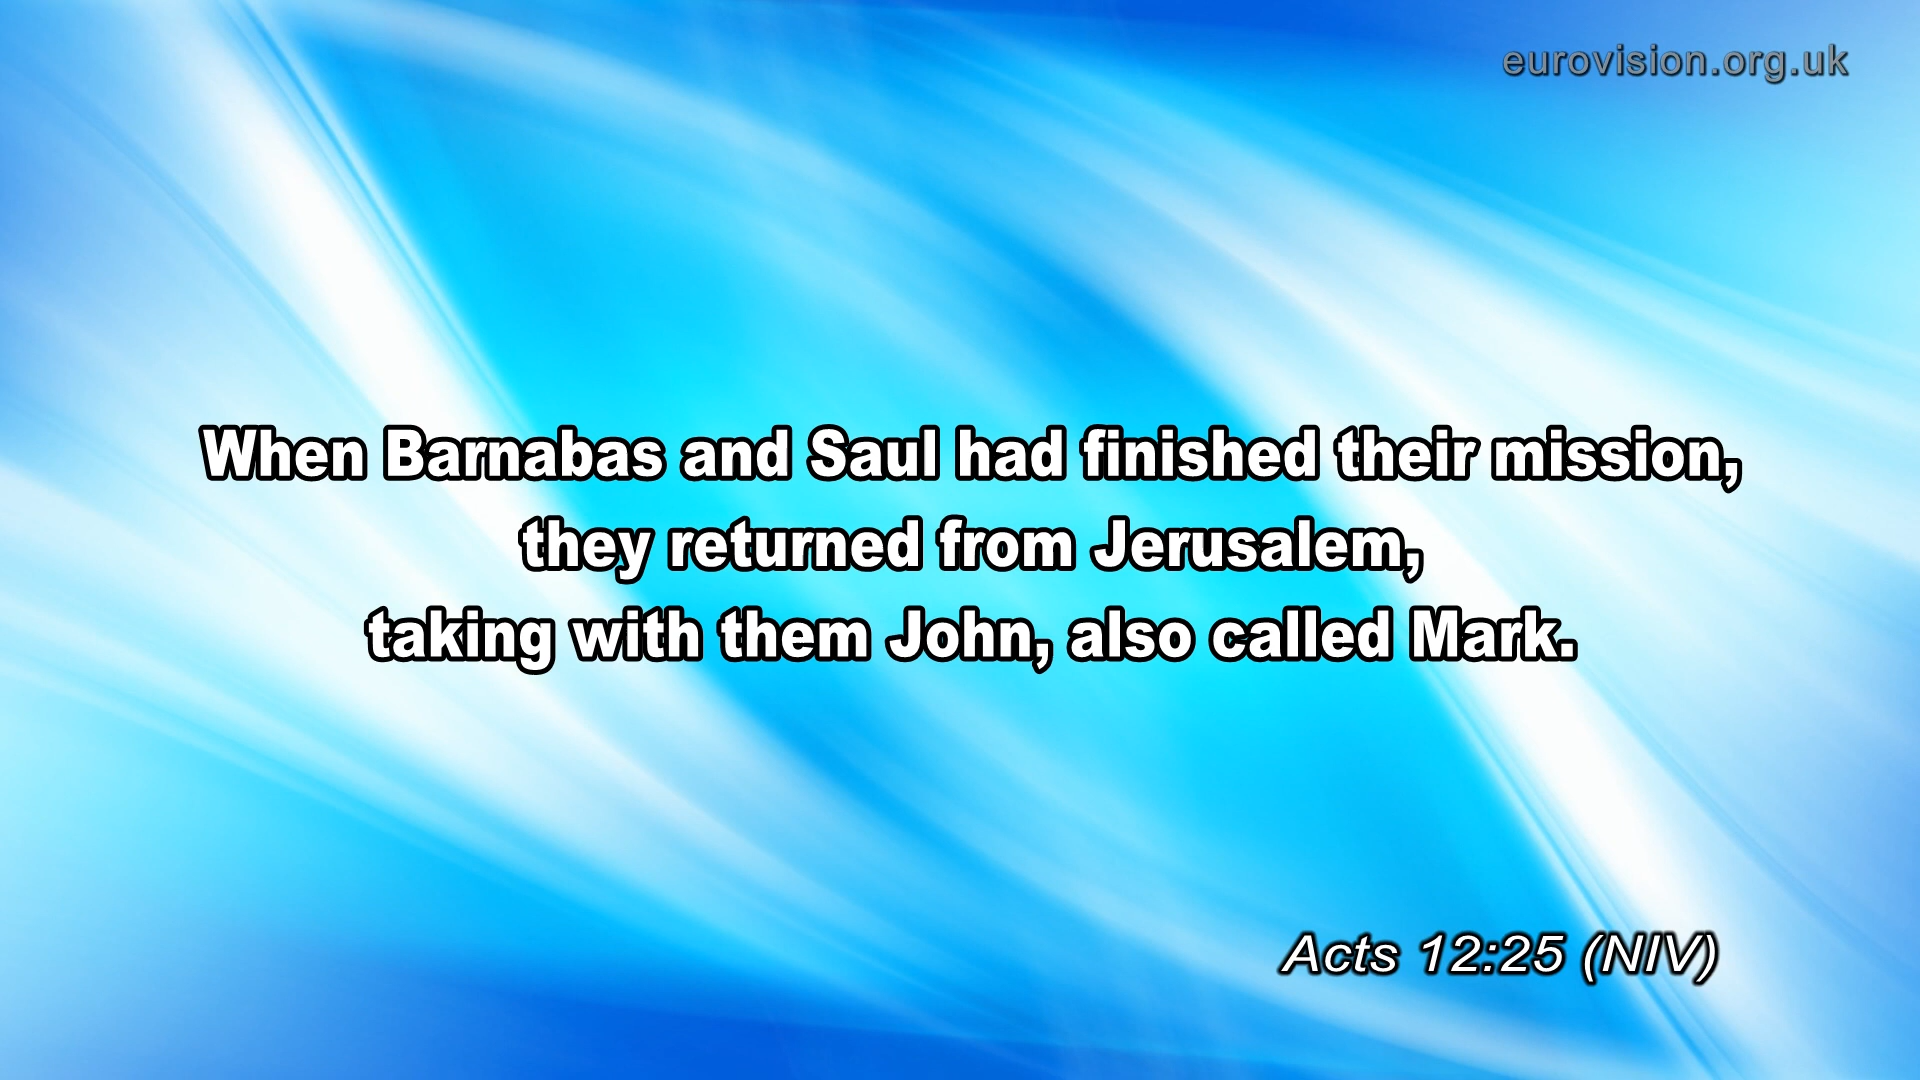 eurovision.org.uk
When Barnabas and Saul had finished their mission,
they returned from Jerusalem,
taking with them John, also called Mark.
Acts 12:25 (NIV)